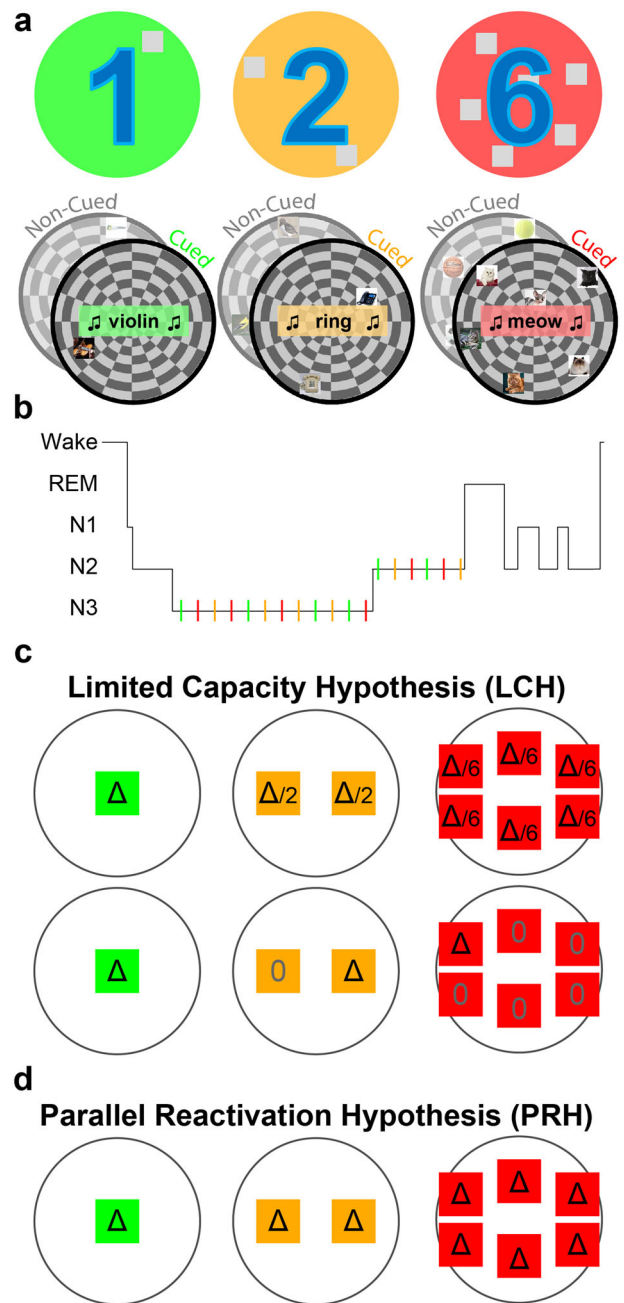 a
1 2 6
Non-Cued Cued Non-Cued Cued Non-Cued Cued
♫ violin ♫ ♫ ring ♫ ♫ meow ♫
b
Wake
REM
N1
N2
N3
c
Limited Capacity Hypothesis (LCH)
Δ Δ/2 Δ/2 Δ/6 Δ/6 Δ/6
Δ/6 Δ/6 Δ/6
Δ 0 Δ Δ 0 0
0 0 0
d
Parallel Reactivation Hypothesis (PRH)
Δ Δ Δ Δ Δ Δ
Δ Δ Δ